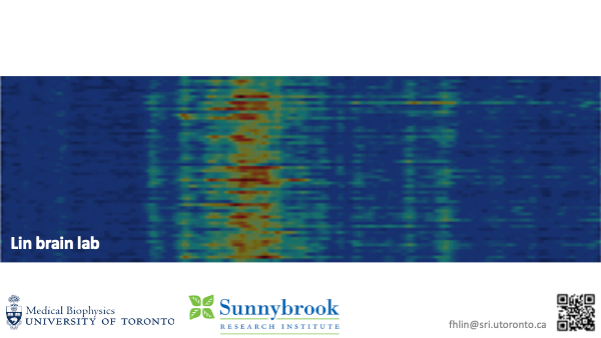 Lin brain lab
Medical Biophysics
UNIVERSITY OF TORONTO
Sunnybrook
RESEARCH INSTITUTE
fhlin@sri.utoronto.ca